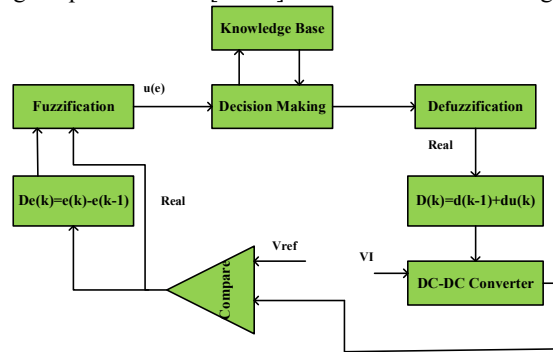 Knowledge Base
u(e)
Fuzzification
Decision Making
Defuzzification
Real
De(k)=e(k)-e(k-1)
Real
D(k)=d(k-1)+du(k)
Vref
VI
Compare
DC-DC Converter